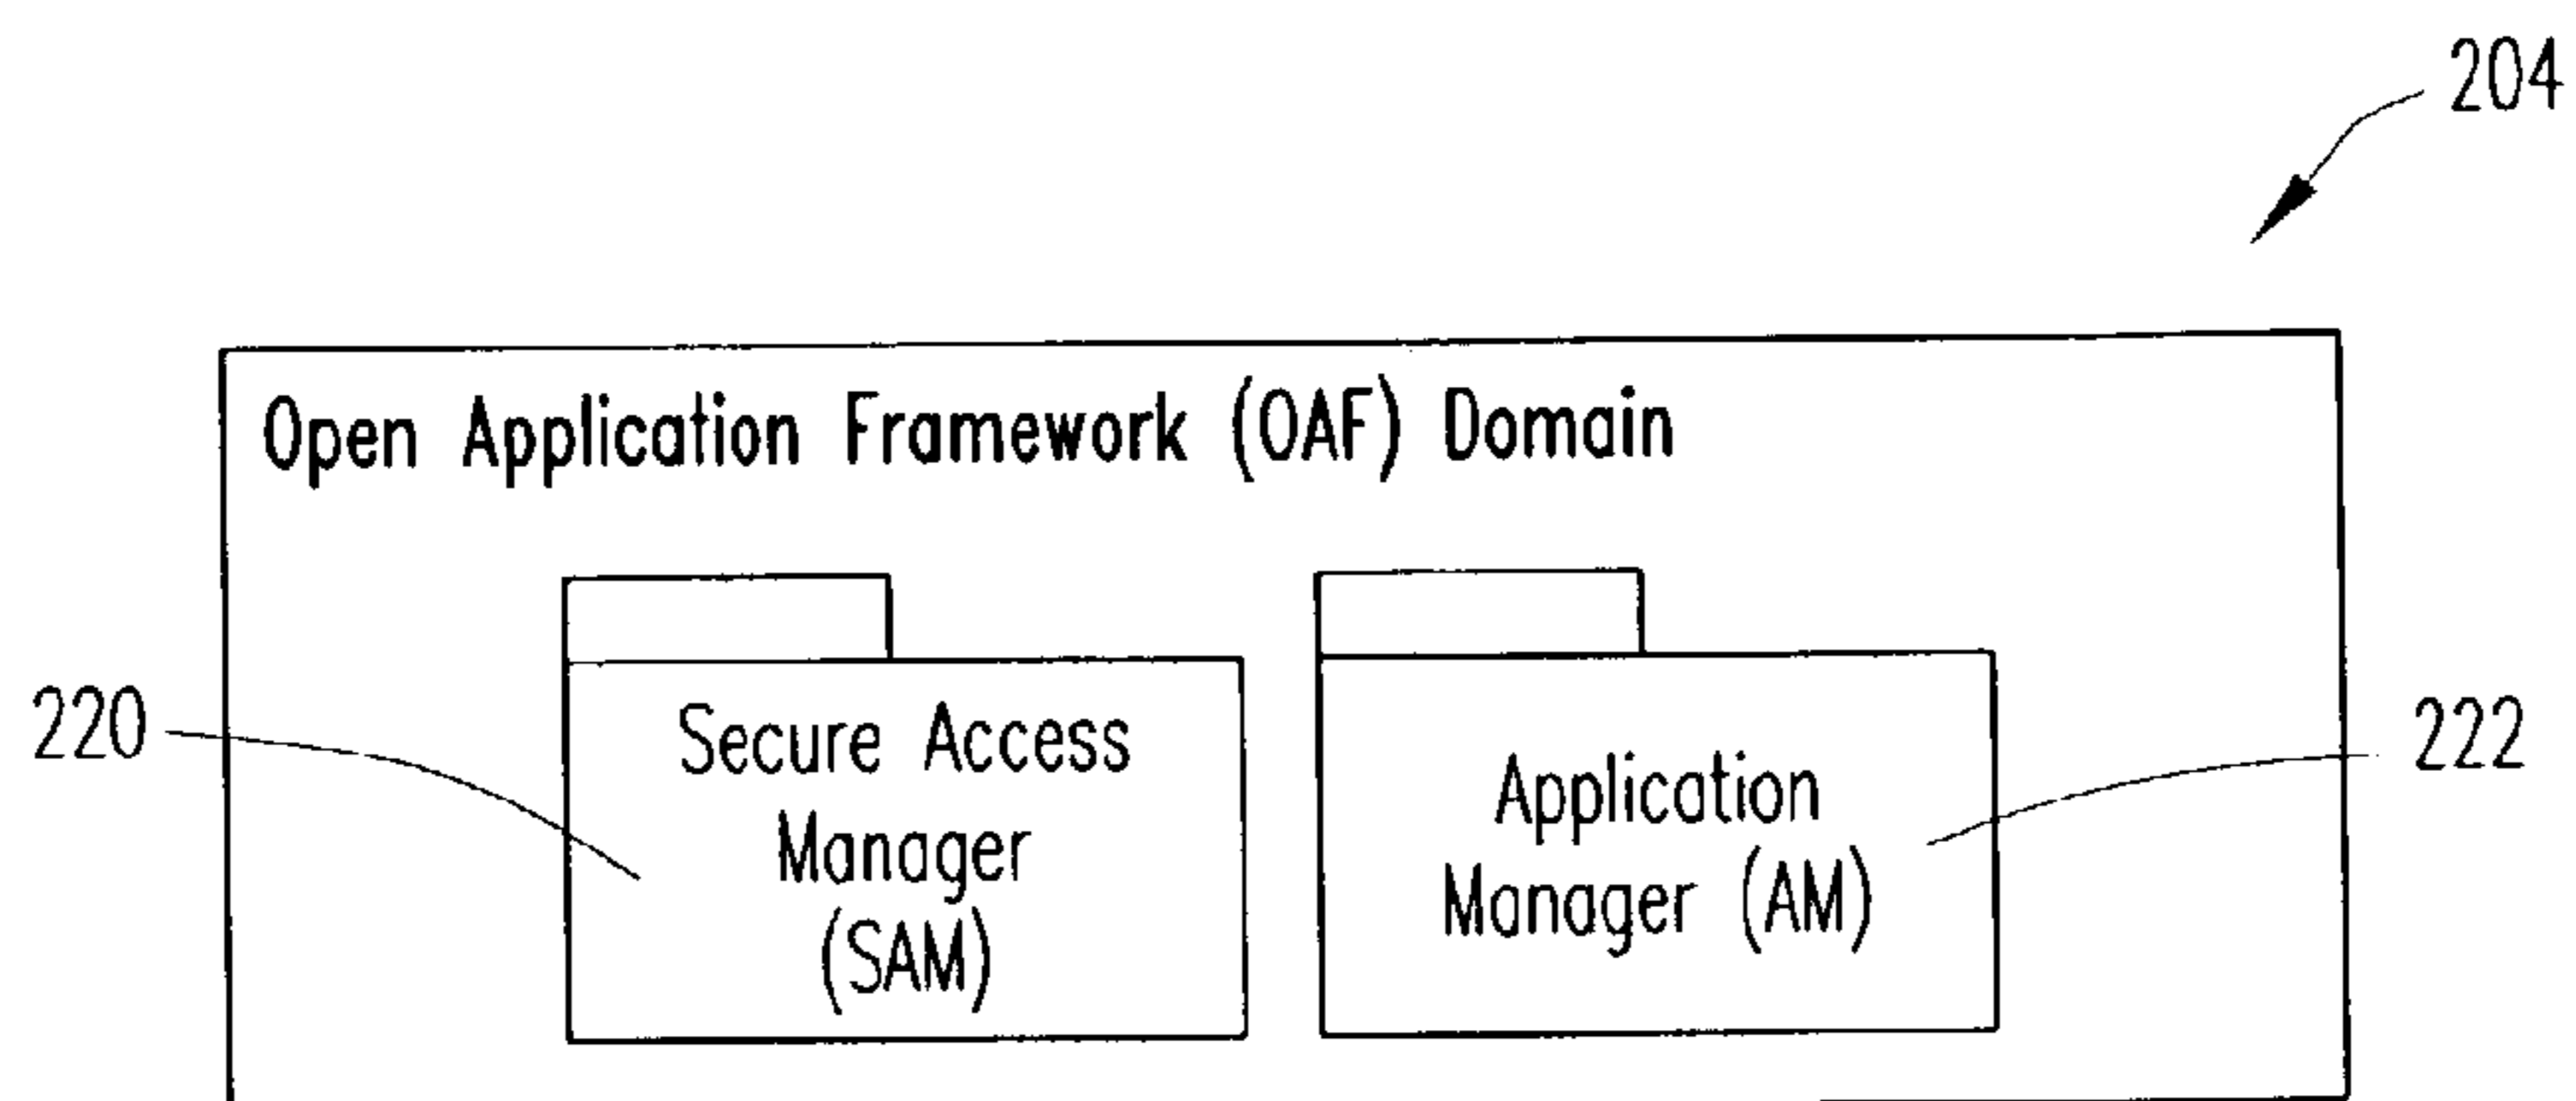 204
Open Application Framework (OAF) Domain
220
Secure Access
Manager
(SAM)
Application
Manager (AM)
222